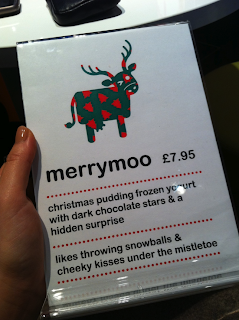 merrymoo £7.95
christmas pudding frozen yogurt
with dark chocolate stars & a
hidden surprise
likes throwing snowballs &
cheeky kisses under the mistletoe